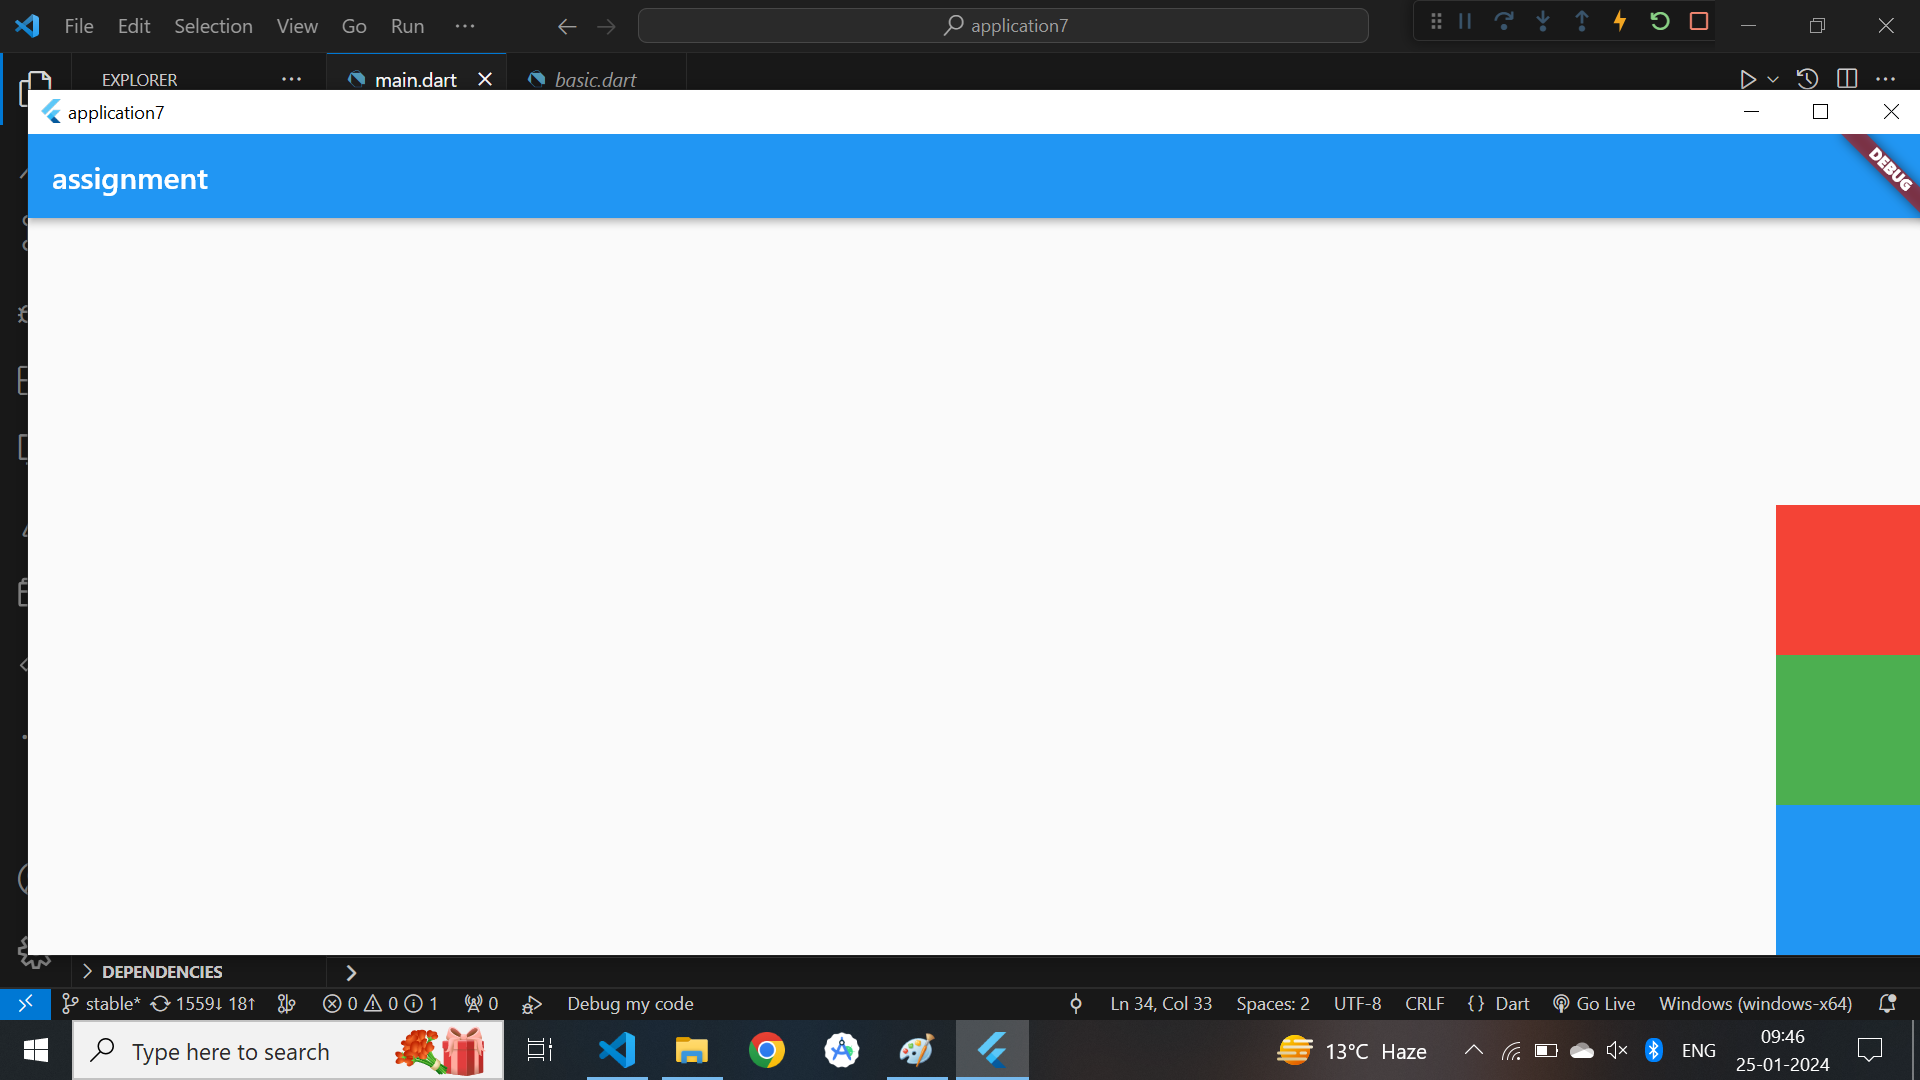 File Edit Selection View Go Run ··· application7
EXPLORER ··· main.dart basic.dart
application7
assignment
DEBUG
DEPENDENCIES
stable* 1559↓ 18↑ 0 0 1 0 Debug my code Ln 34, Col 33 Spaces: 2 UTF-8 CRLF {} Dart Go Live Windows (windows-x64)
Type here to search 13°C Haze ENG 09:46
25-01-2024